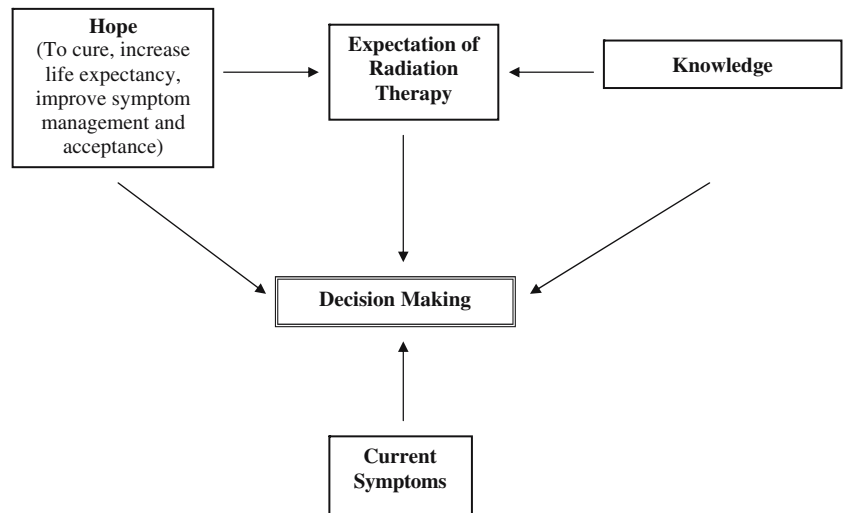 Hope
(To cure, increase
life expectancy,
improve symptom
management and
acceptance)
Expectation of
Radiation
Therapy
Knowledge
Decision Making
Current
Symptoms